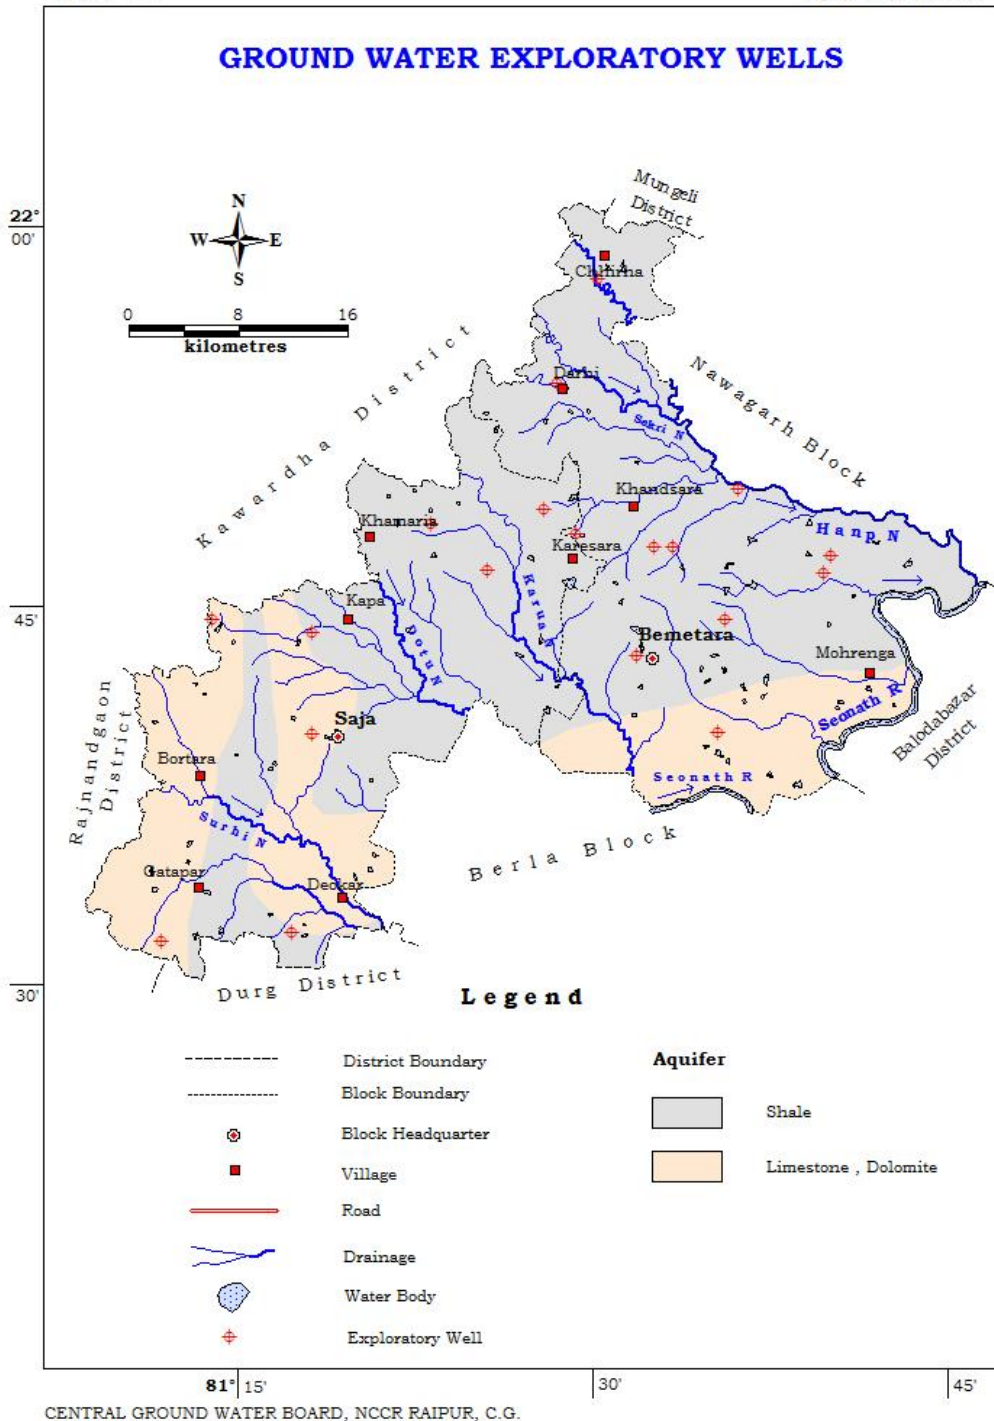 GROUND WATER EXPLORATORY WELLS
Mungeli
District
22°
00'
N
W E
S
Chhirha
0 8 16
kilometres
Kawardha District
Nawagarh Block
Darhi
Sekri N
Khandsara
Khamaria
Hanp N
Karesara
Karua N
45'
Kapa
Dotu N
Bemetara
Mohrenga
Seonath R
Balodabazar
District
Saja
Rajnandgaon
District
Bortara
Seonath R
Surhi N
Berla Block
Gatapar
Deokar
30'
Durg District
Legend
District Boundary
Block Boundary
Block Headquarter
Village
Road
Drainage
Water Body
Exploratory Well
Aquifer
Shale
Limestone , Dolomite
81° 15' 30' 45'
CENTRAL GROUND WATER BOARD, NCCR RAIPUR, C.G.